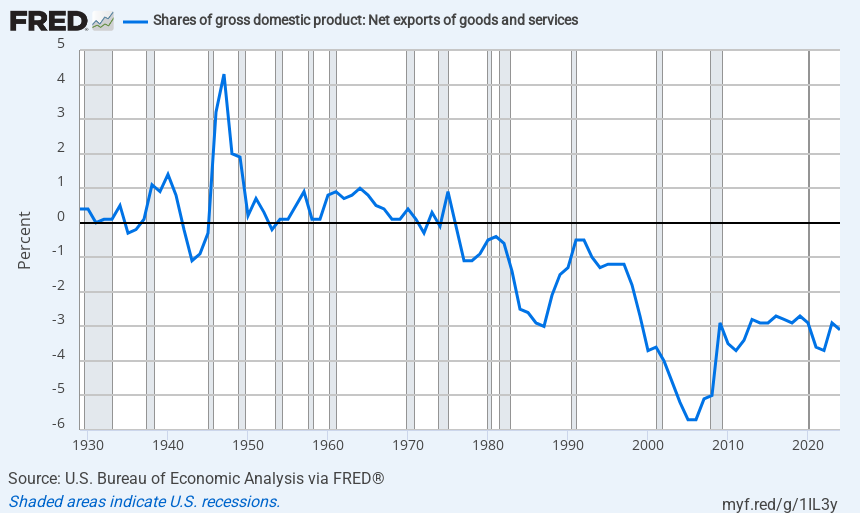 FRED
Shares of gross domestic product: Net exports of goods and services
5
4
3
2
1
0
-1
-2
-3
-4
-5
-6
Percent
1930 1940 1950 1960 1970 1980 1990 2000 2010 2020
Source: U.S. Bureau of Economic Analysis via FRED®
Shaded areas indicate U.S. recessions.
myf.red/g/1IL3y